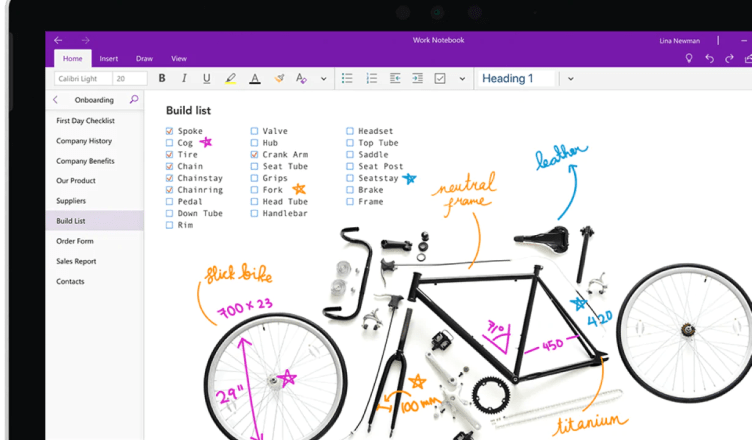 Work Notebook
Lina Newman
Home Insert Draw View
Calibri Light 20 B I U A Heading 1
Onboarding
First Day Checklist
Company History
Company Benefits
Our Product
Suppliers
Build List
Order Form
Sales Report
Contacts
Build list
Spoke
Cog
Tire
Chain
Chainstay
Chainring
Pedal
Down Tube
Rim
Valve
Hub
Crank Arm
Seat Tube
Grips
Fork
Head Tube
Handlebar
Headset
Top Tube
Saddle
Seat Post
Seatstay
Brake
Frame
leather
neutral
frame
slick bike
700 x 23
420
71°
450
29"
100 mm
titanium